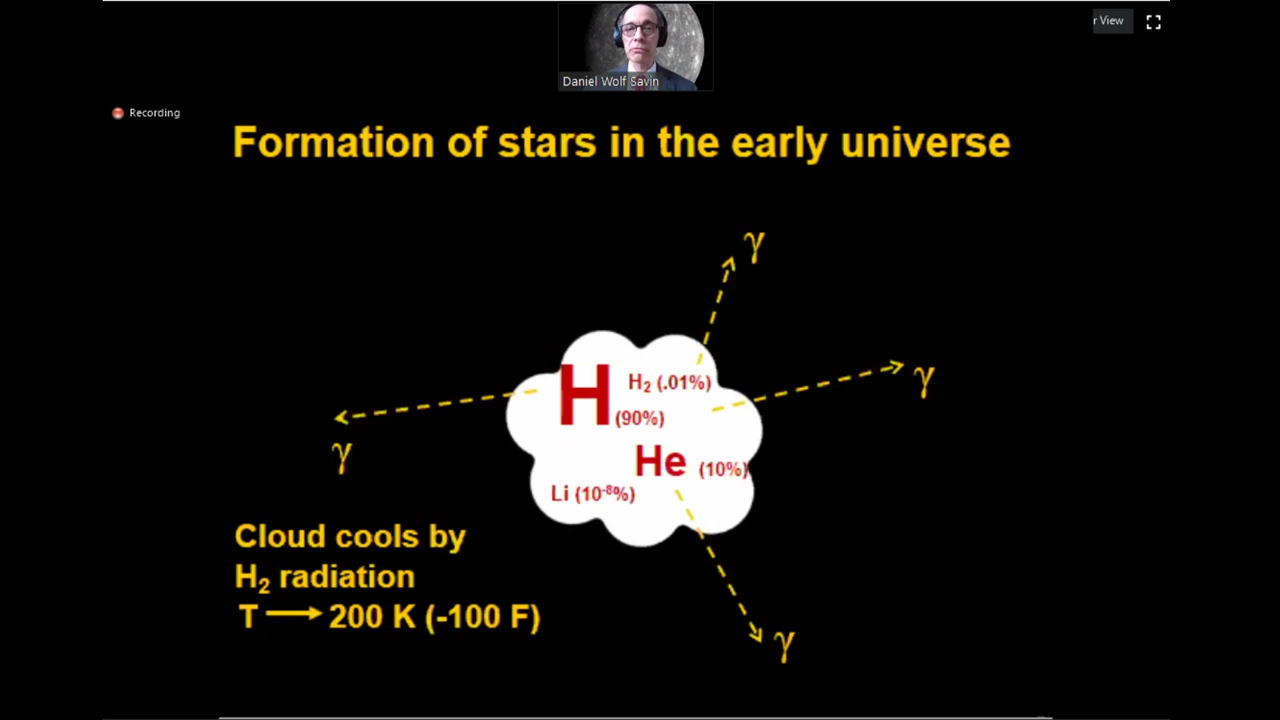 r View
Daniel Wolf Savin
Recording
Formation of stars in the early universe
γ
γ
γ
H H₂ (.01%)
(90%)
He (10%)
Li (10⁻⁸%)
Cloud cools by
H₂ radiation
T → 200 K (-100 F)
γ